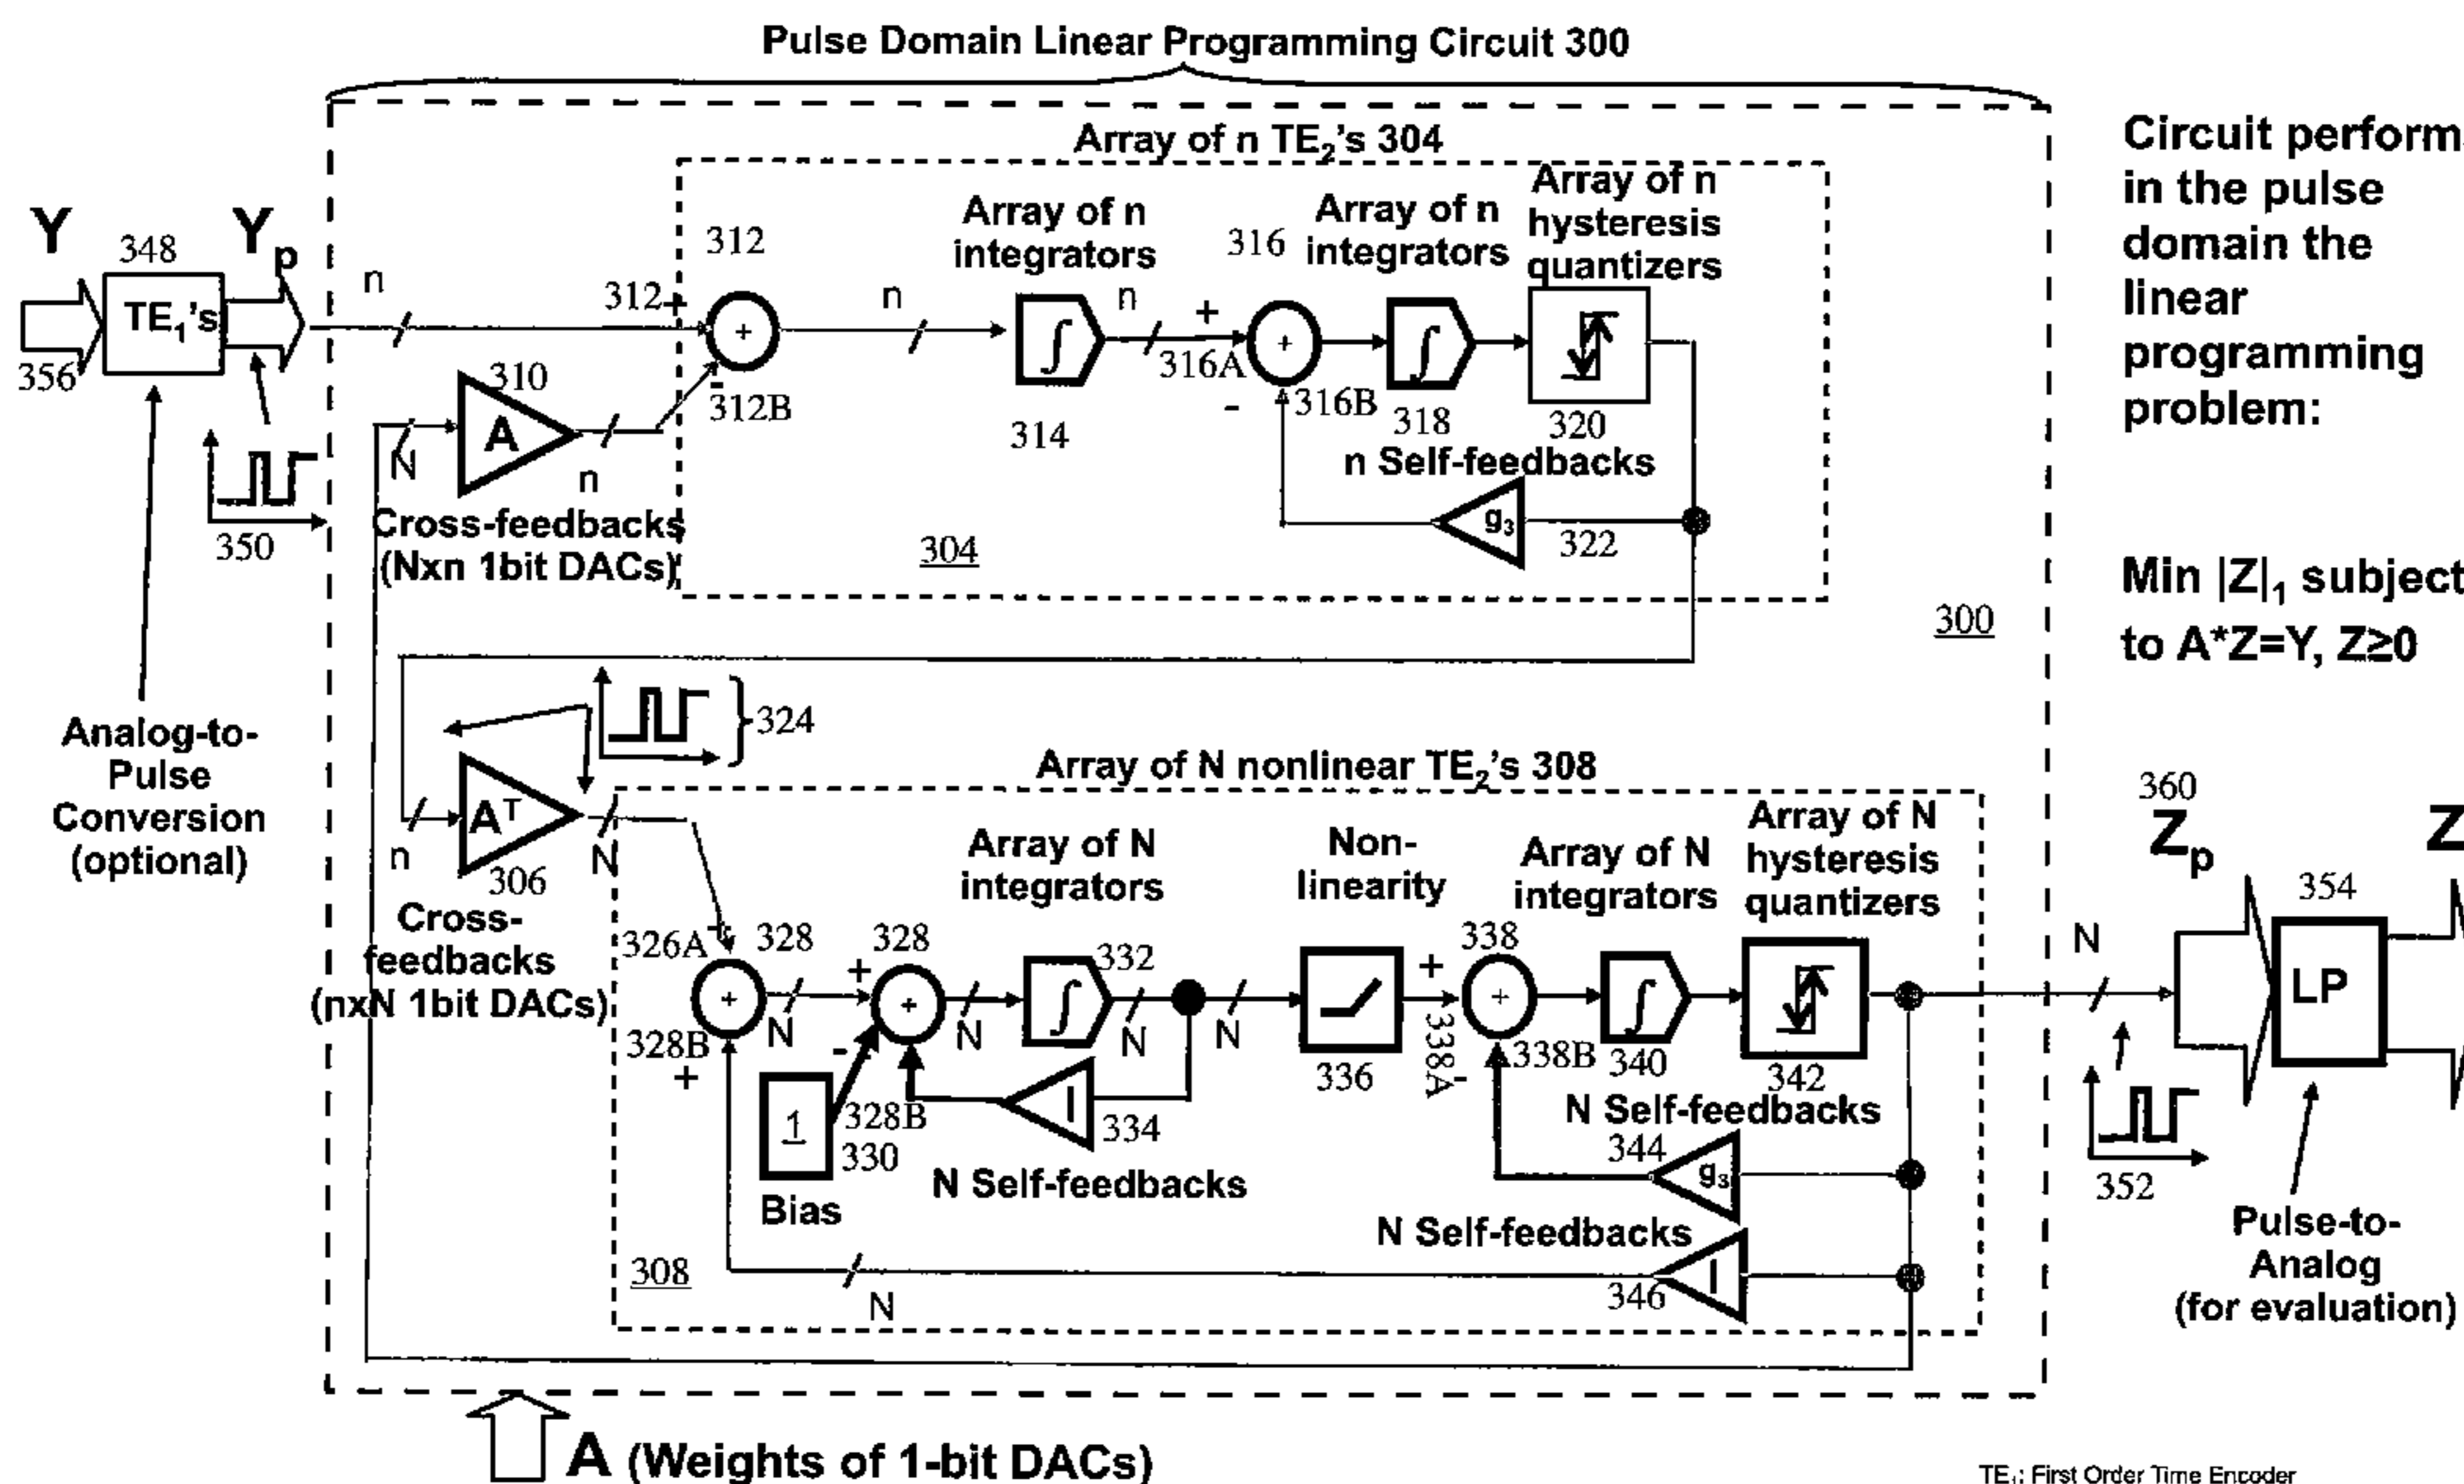 Pulse Domain Linear Programming Circuit 300
Circuit perform
in the pulse
domain the
linear
programming
problem:
Min |Z|₁ subject
to A*Z=Y, Z≥0
Array of n TE₂'s 304
Y
348
TE₁'s
Yₚ
356
350
n
312
312
+
-
312B
310
A
N
n
Cross-feedbacks
(Nxn 1bit DACs)
n
Array of n
integrators
∫
314
n
+
316A
316
+
-
316B
Array of n
integrators
∫
318
Array of n
hysteresis
quantizers
320
n Self-feedbacks
g₃
322
304
300
Analog-to-
Pulse
Conversion
(optional)
324
Array of N nonlinear TE₂'s 308
n
Aᵀ
306
N
Cross-
feedbacks
(nxN 1bit DACs)
326A
+
328
+
328B
+
N
328
+
+
-
328B
1
330
Bias
N
Array of N
integrators
∫
332
N
N
I
334
N Self-feedbacks
Non-
linearity
336
+
338A
338
+
-
338B
Array of N
integrators
∫
340
Array of N
hysteresis
quantizers
342
N Self-feedbacks
344
g₃
N Self-feedbacks
346
I
308
N
N
352
360
Zₚ
354
LP
Z
Pulse-to-
Analog
(for evaluation)
A (Weights of 1-bit DACs)
TE₁: First Order Time Encoder